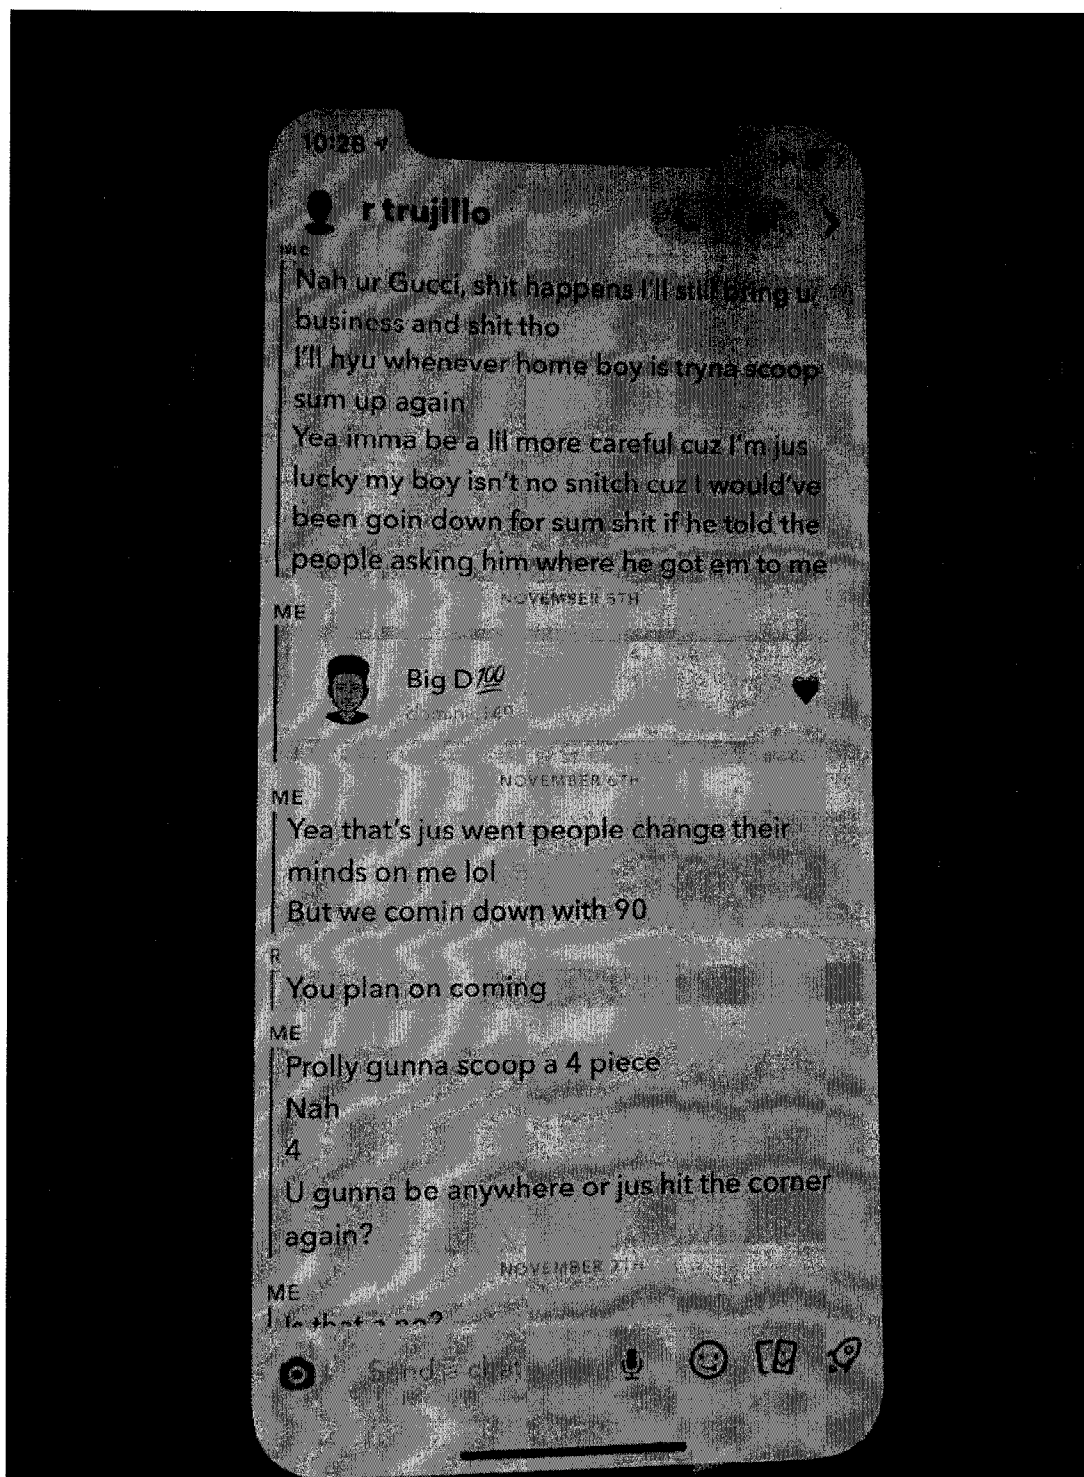 10:28
r trujillo
ME
Nah ur Gucci, shit happens I'll still bring u
business and shit tho
I'll hyu whenever home boy is tryna scoop
sum up again
Yea imma be a lil more careful cuz I'm jus
lucky my boy isn't no snitch cuz I would've
been goin down for sum shit if he told the
people asking him where he got em to me
NOVEMBER 5TH
ME
Big D💯
NOVEMBER 6TH
ME
Yea that's jus went people change their
minds on me lol
But we comin down with 90
R
You plan on coming
ME
Prolly gunna scoop a 4 piece
Nah
4
U gunna be anywhere or jus hit the corner
again?
NOVEMBER 7TH
ME
Is that a no?
Send a chat